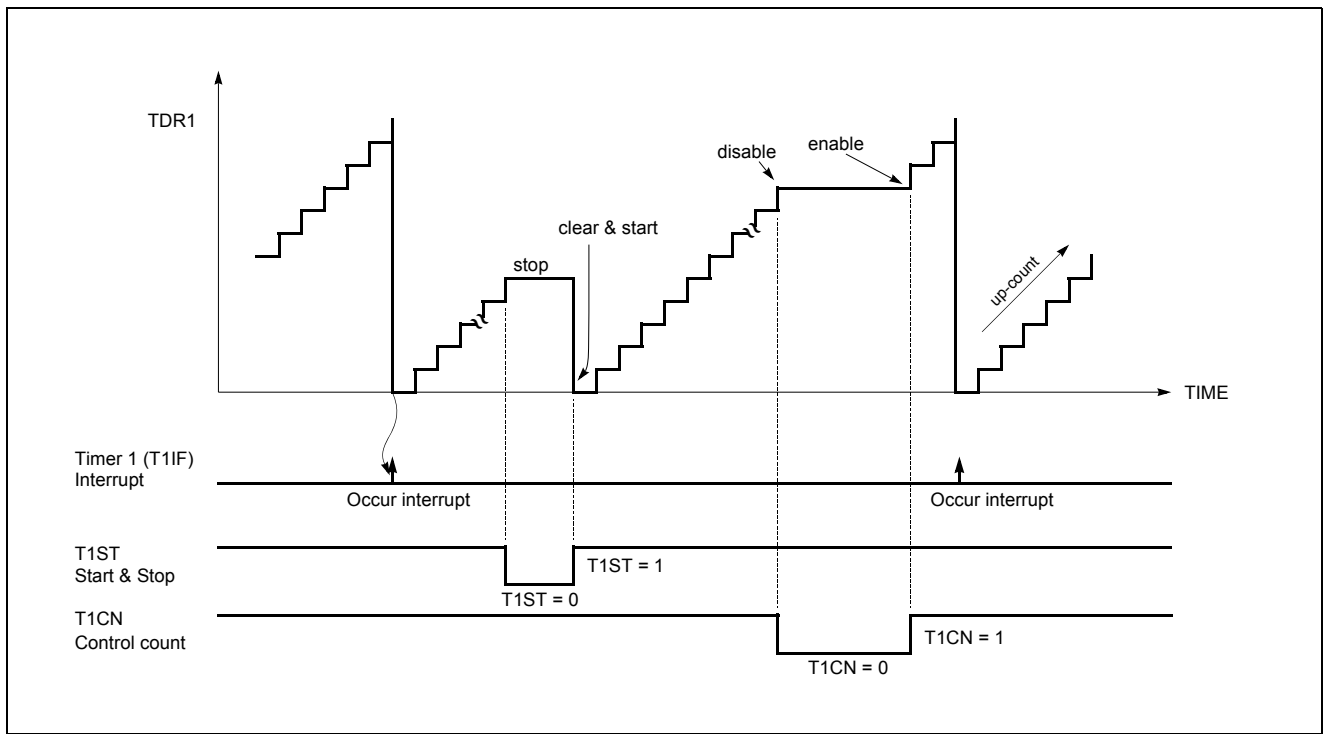 TDR1
disable
enable
clear & start
stop
up-count
TIME
Timer 1 (T1IF)
Interrupt
Occur interrupt
Occur interrupt
T1ST
Start & Stop
T1ST = 1
T1ST = 0
T1CN
Control count
T1CN = 1
T1CN = 0